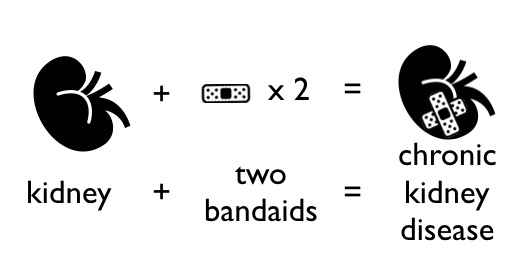 + x 2 =
kidney + two bandaids = chronic kidney disease